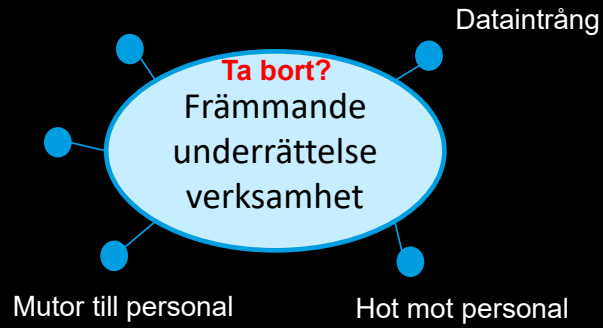 Dataintrång
Ta bort?
Främmande
underrättelse
verksamhet
Mutor till personal
Hot mot personal